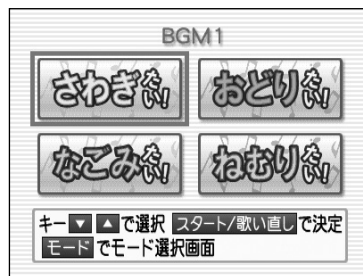 BGM1
さわぎたい! おどりたい!
なごみたい! ねむりたい!
キー▼▲で選択 スタート/歌い直しで決定
モードでモード選択画面